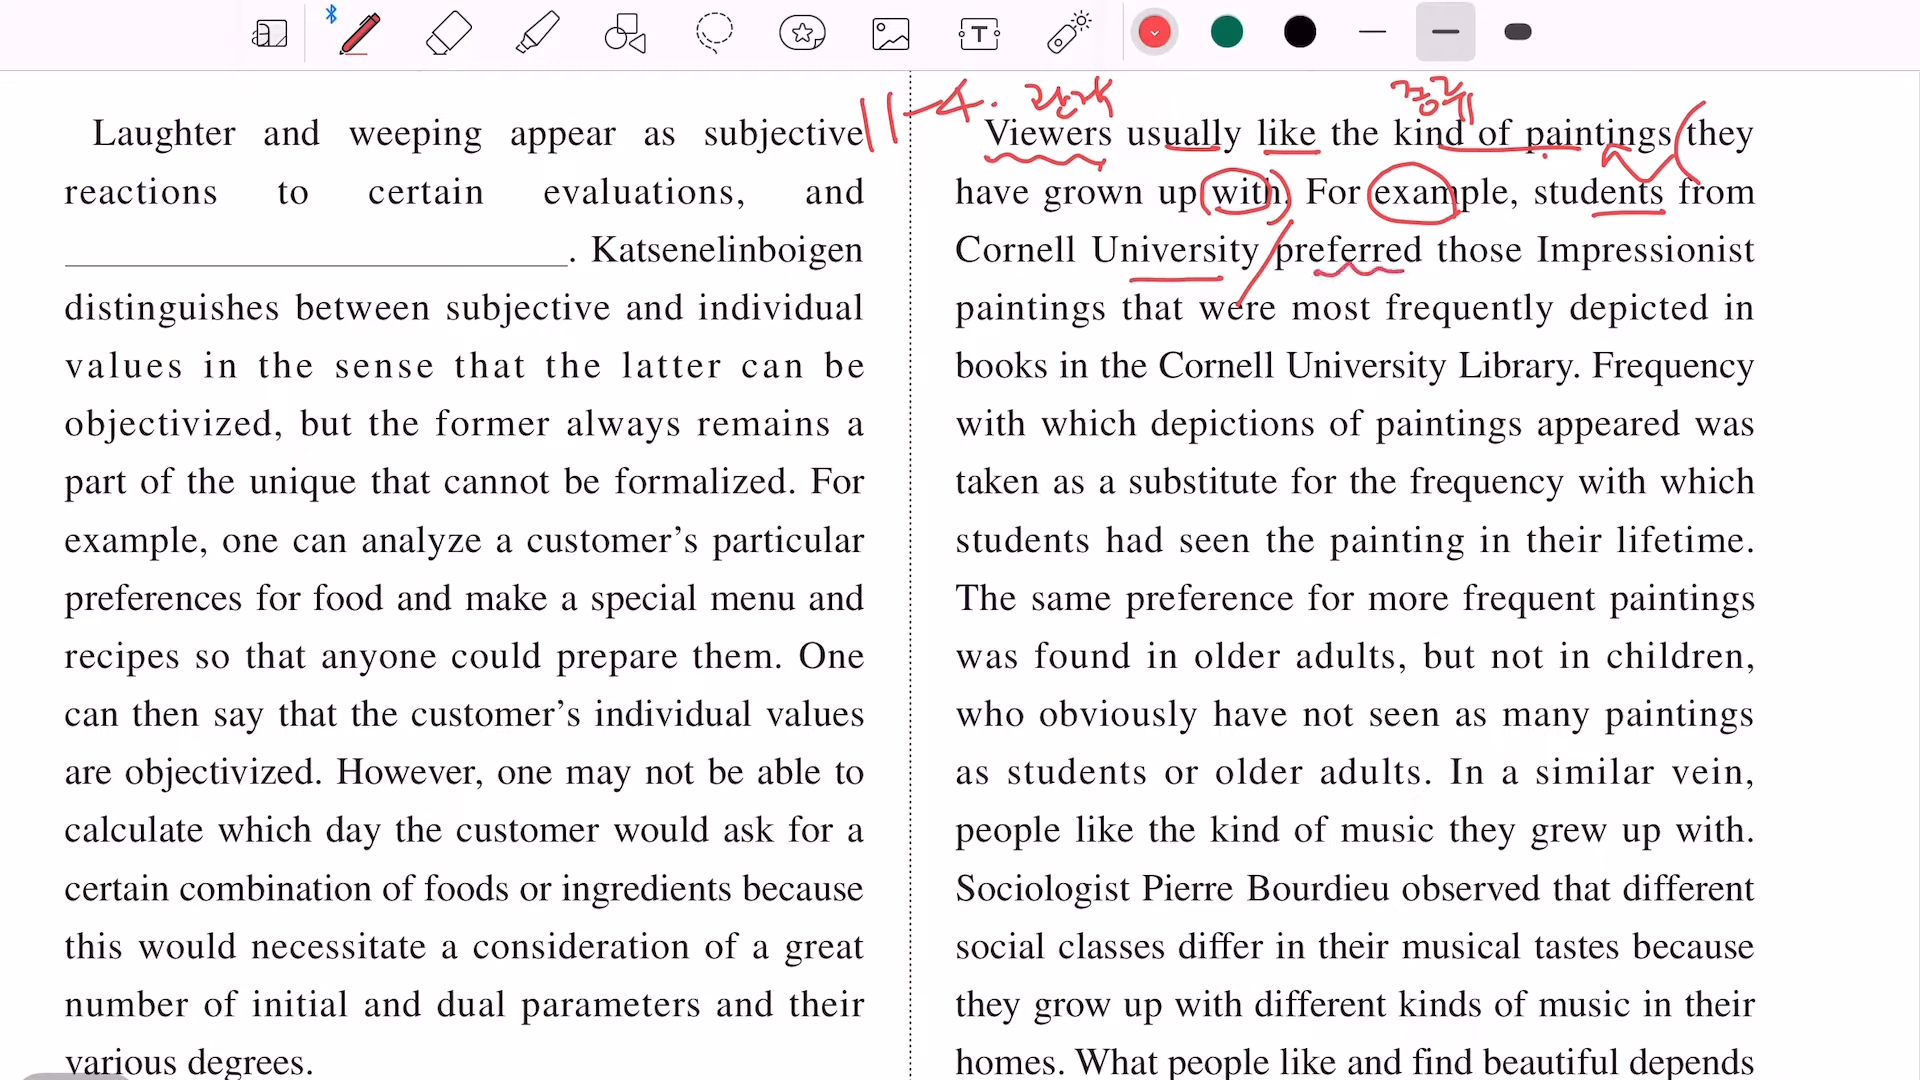 Laughter and weeping appear as subjective
reactions to certain evaluations, and
. Katsenelinboigen
distinguishes between subjective and individual
values in the sense that the latter can be
objectivized, but the former always remains a
part of the unique that cannot be formalized. For
example, one can analyze a customer’s particular
preferences for food and make a special menu and
recipes so that anyone could prepare them. One
can then say that the customer’s individual values
are objectivized. However, one may not be able to
calculate which day the customer would ask for a
certain combination of foods or ingredients because
this would necessitate a consideration of a great
number of initial and dual parameters and their
various degrees.
11-4.
Viewers usually like the kind of paintings they
have grown up with. For example, students from
Cornell University preferred those Impressionist
paintings that were most frequently depicted in
books in the Cornell University Library. Frequency
with which depictions of paintings appeared was
taken as a substitute for the frequency with which
students had seen the painting in their lifetime.
The same preference for more frequent paintings
was found in older adults, but not in children,
who obviously have not seen as many paintings
as students or older adults. In a similar vein,
people like the kind of music they grew up with.
Sociologist Pierre Bourdieu observed that different
social classes differ in their musical tastes because
they grow up with different kinds of music in their
homes. What people like and find beautiful depends